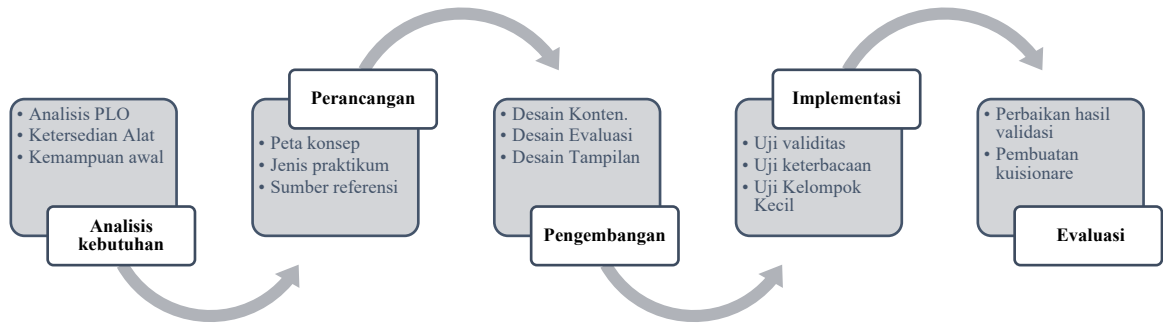 • Analisis PLO
• Ketersedian Alat
• Kemampuan awal
Analisis
kebutuhan
Perancangan
• Peta konsep
• Jenis praktikum
• Sumber referensi
• Desain Konten.
• Desain Evaluasi
• Desain Tampilan
Pengembangan
Implementasi
• Uji validitas
• Uji keterbacaan
• Uji Kelompok
Kecil
• Perbaikan hasil
validasi
• Pembuatan
kuisionare
Evaluasi